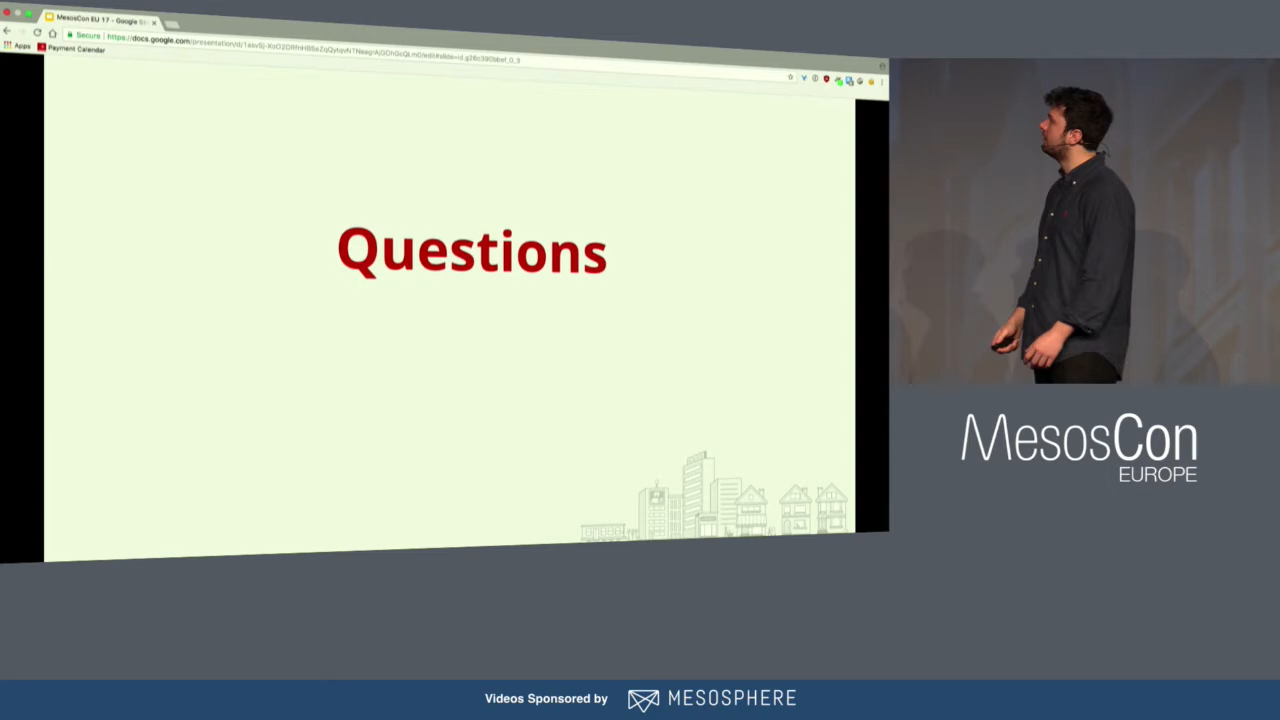 MesosCon EU 17 - Google Sl
Secure
Apps
Payment Calendar
Questions
MesosCon
EUROPE
Videos Sponsored by
MESOSPHERE